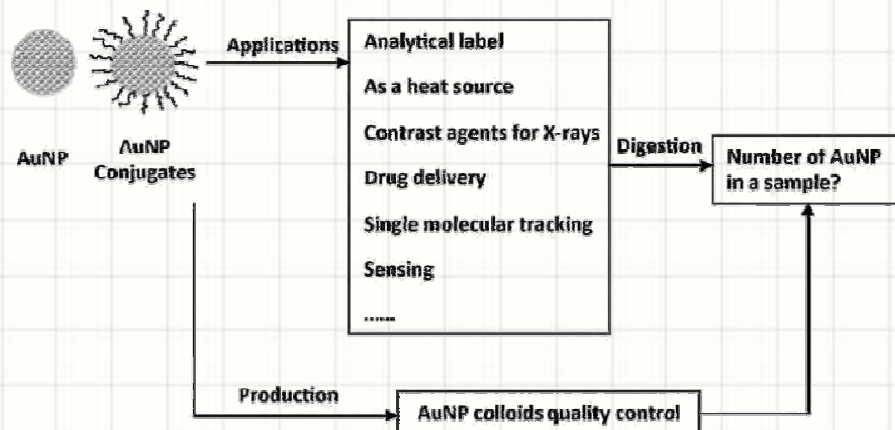 AuNP
AuNP
Conjugates
Applications
Analytical label
As a heat source
Contrast agents for X-rays
Drug delivery
Single molecular tracking
Sensing
......
Digestion
Number of AuNP
in a sample?
Production
AuNP colloids quality control